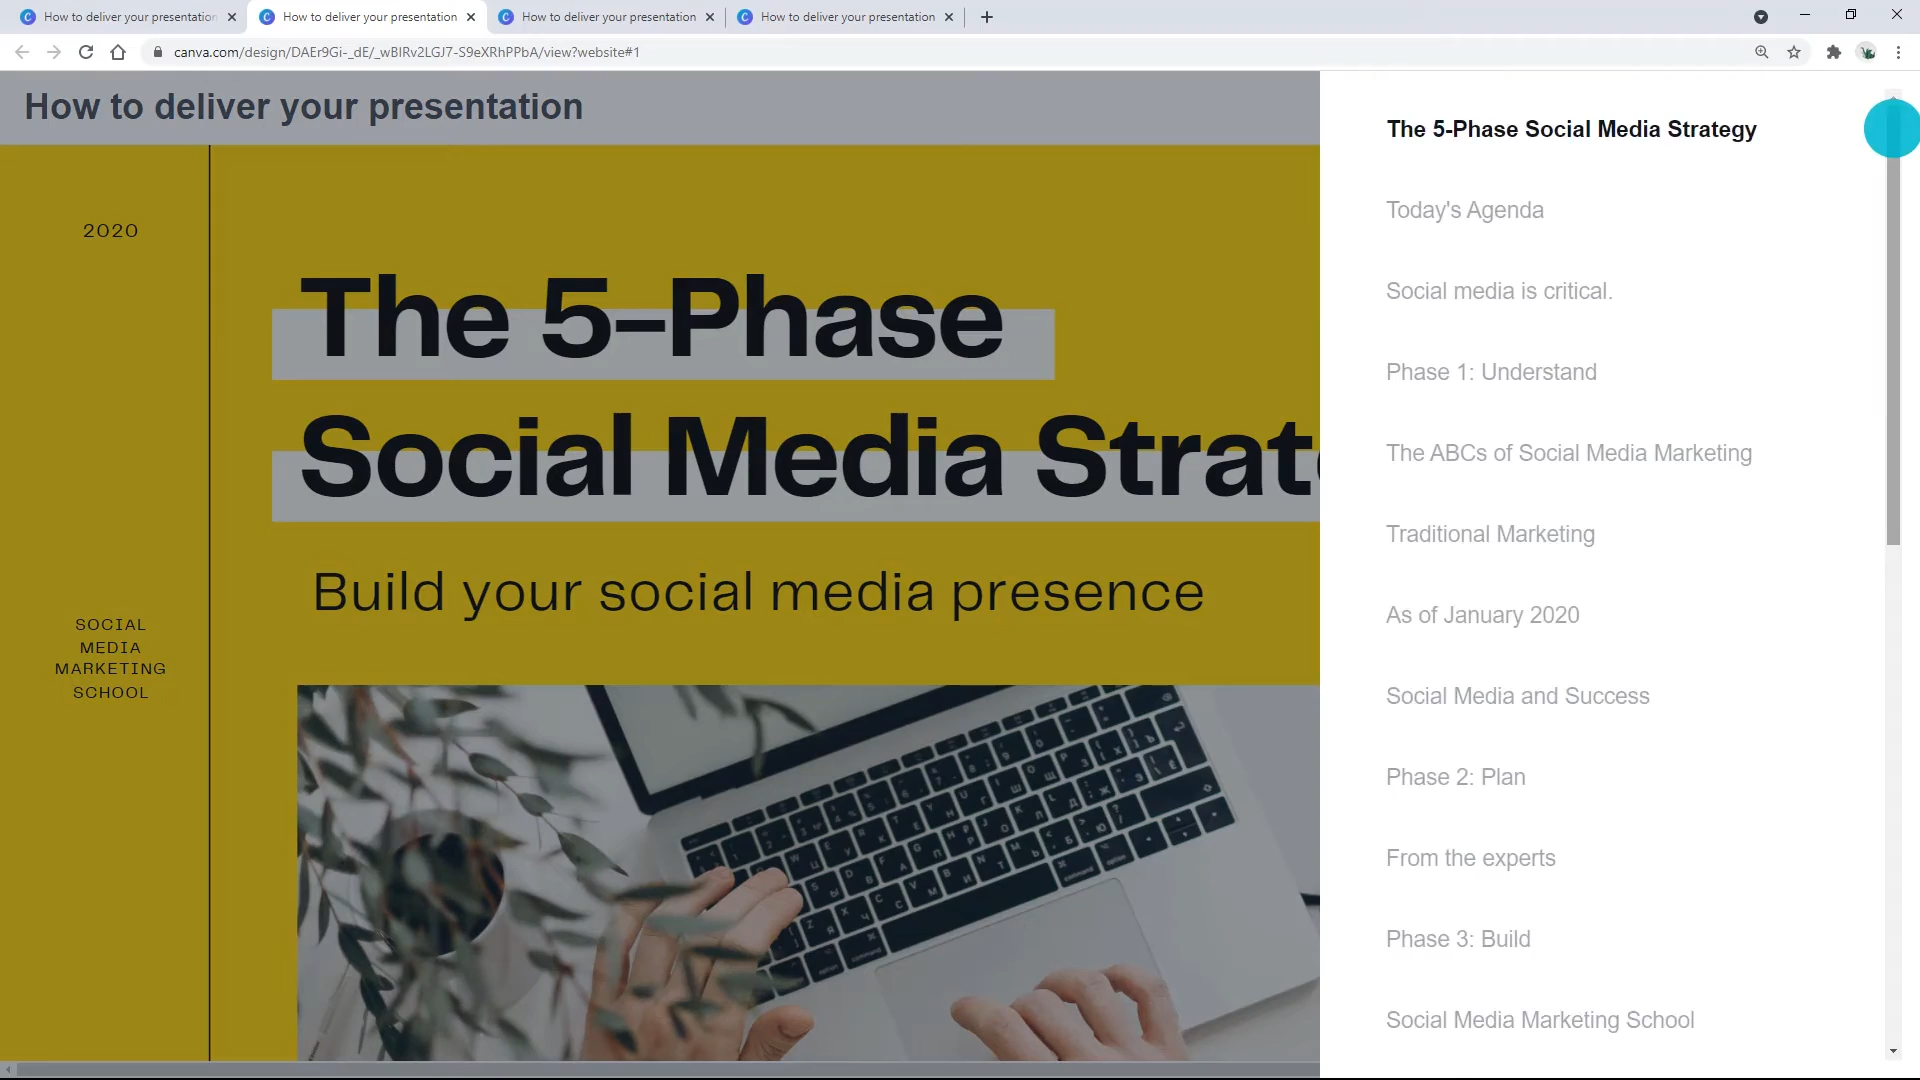 How to deliver your presentation
How to deliver your presentation
How to deliver your presentation
How to deliver your presentation
canva.com/design/DAEr9Gi-_dE/_wBIRv2LGJ7-S9eXRhPPbA/view?website#1
How to deliver your presentation
2020
The 5-Phase
Social Media Strate
Build your social media presence
SOCIAL
MEDIA
MARKETING
SCHOOL
The 5-Phase Social Media Strategy
Today's Agenda
Social media is critical.
Phase 1: Understand
The ABCs of Social Media Marketing
Traditional Marketing
As of January 2020
Social Media and Success
Phase 2: Plan
From the experts
Phase 3: Build
Social Media Marketing School